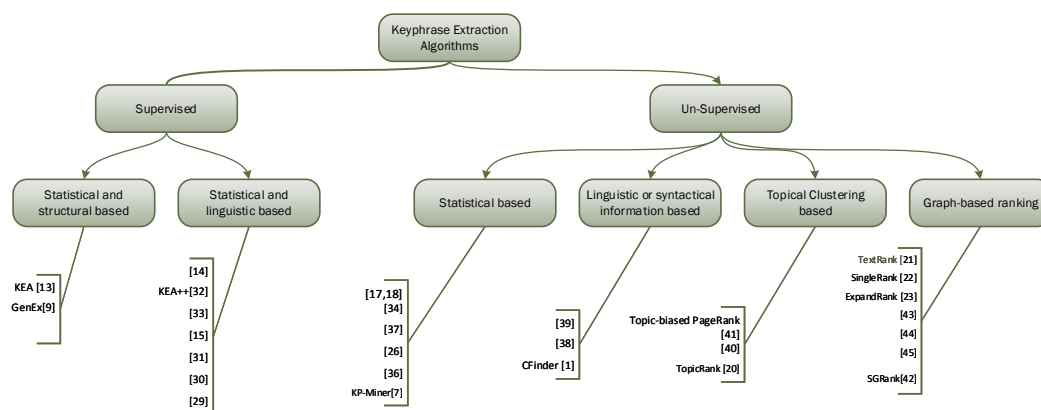 Keyphrase Extraction
Algorithms
Supervised
Un-Supervised
Statistical and
structural based
Statistical and
linguistic based
Statistical based
Linguistic or syntactical
information based
Topical Clustering
based
Graph-based ranking
KEA [13]
GenEx[9]
[14]
KEA++[32]
[33]
[15]
[31]
[30]
[29]
[17,18]
[34]
[37]
[26]
[36]
KP-Miner[7]
[39]
[38]
CFinder [1]
Topic-biased PageRank
[41]
[40]
TopicRank [20]
TextRank [21]
SingleRank [22]
ExpandRank [23]
[43]
[44]
[45]
SGRank[42]